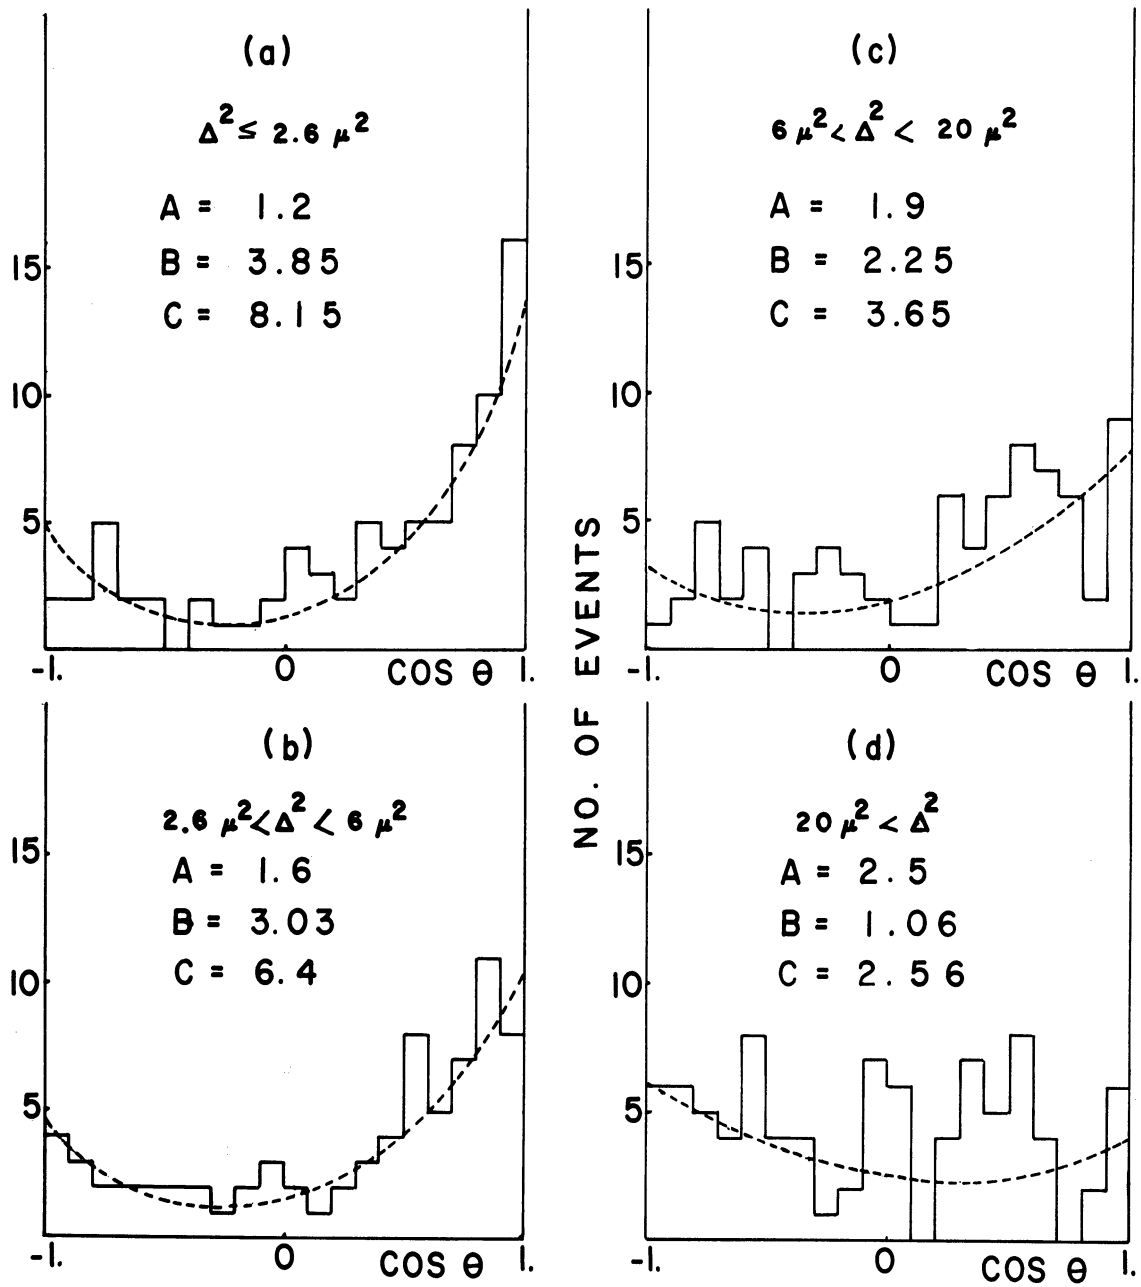 (a)
Δ² ≤ 2.6 μ²
A = 1.2
B = 3.85
C = 8.15
15
10
5
-1. 0 COS θ 1.
(b)
2.6 μ² < Δ² < 6 μ²
A = 1.6
B = 3.03
C = 6.4
15
10
5
-1. 0 COS θ 1.
NO. OF EVENTS
(c)
6 μ² < Δ² < 20 μ²
A = 1.9
B = 2.25
C = 3.65
15
10
5
-1. 0 COS θ 1.
(d)
20 μ² < Δ²
A = 2.5
B = 1.06
C = 2.56
15
10
5
-1. 0 COS θ 1.